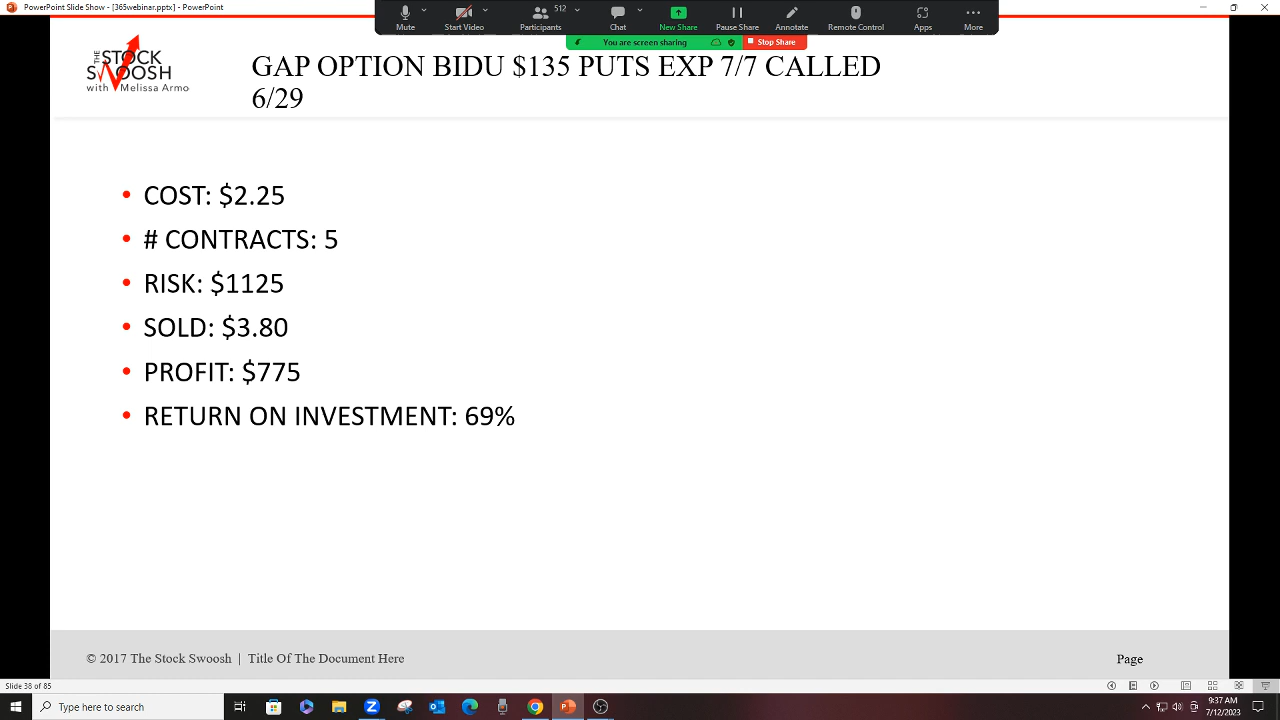 PowerPoint Slide Show - [365webinar.pptx] - PowerPoint
512
Mute
Start Video
Participants
Chat
New Share
Pause Share
Annotate
Remote Control
Apps
More
You are screen sharing
Stop Share
THE STOCK
SWOOSH
with Melissa Armo
GAP OPTION BIDU $135 PUTS EXP 7/7 CALLED
6/29
• COST: $2.25
• # CONTRACTS: 5
• RISK: $1125
• SOLD: $3.80
• PROFIT: $775
• RETURN ON INVESTMENT: 69%
© 2017 The Stock Swoosh | Title Of The Document Here
Page
Slide 38 of 85
Type here to search
9:37 AM
7/12/2023